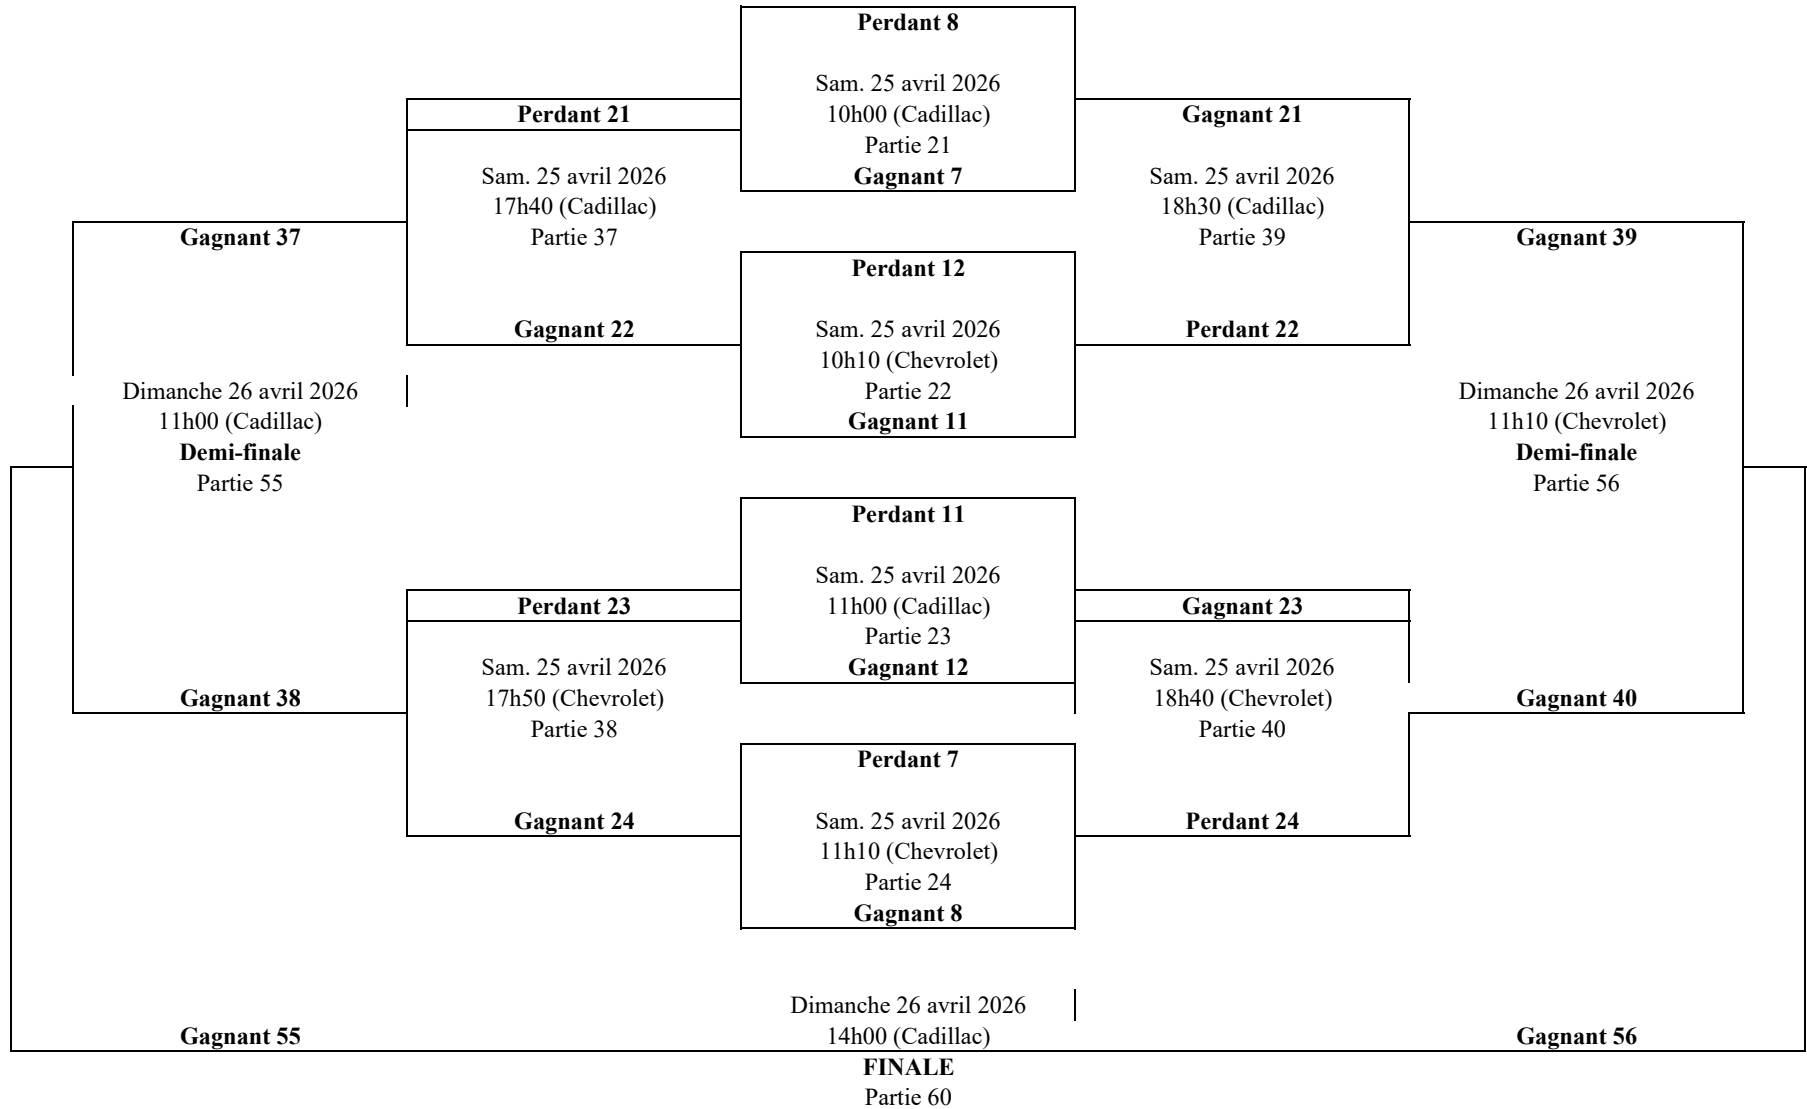 Perdant 8
Sam. 25 avril 2026
10h00 (Cadillac)
Partie 21
Gagnant 7
Perdant 21
Sam. 25 avril 2026
17h40 (Cadillac)
Partie 37
Gagnant 22
Gagnant 21
Sam. 25 avril 2026
18h30 (Cadillac)
Partie 39
Perdant 22
Gagnant 37
Gagnant 39
Perdant 12
Sam. 25 avril 2026
10h10 (Chevrolet)
Partie 22
Gagnant 11
Dimanche 26 avril 2026
11h00 (Cadillac)
Demi-finale
Partie 55
Dimanche 26 avril 2026
11h10 (Chevrolet)
Demi-finale
Partie 56
Perdant 11
Sam. 25 avril 2026
11h00 (Cadillac)
Partie 23
Gagnant 12
Perdant 23
Sam. 25 avril 2026
17h50 (Chevrolet)
Partie 38
Gagnant 24
Gagnant 23
Sam. 25 avril 2026
18h40 (Chevrolet)
Partie 40
Perdant 24
Gagnant 38
Gagnant 40
Perdant 7
Sam. 25 avril 2026
11h10 (Chevrolet)
Partie 24
Gagnant 8
Gagnant 55
Dimanche 26 avril 2026
14h00 (Cadillac)
FINALE
Partie 60
Gagnant 56